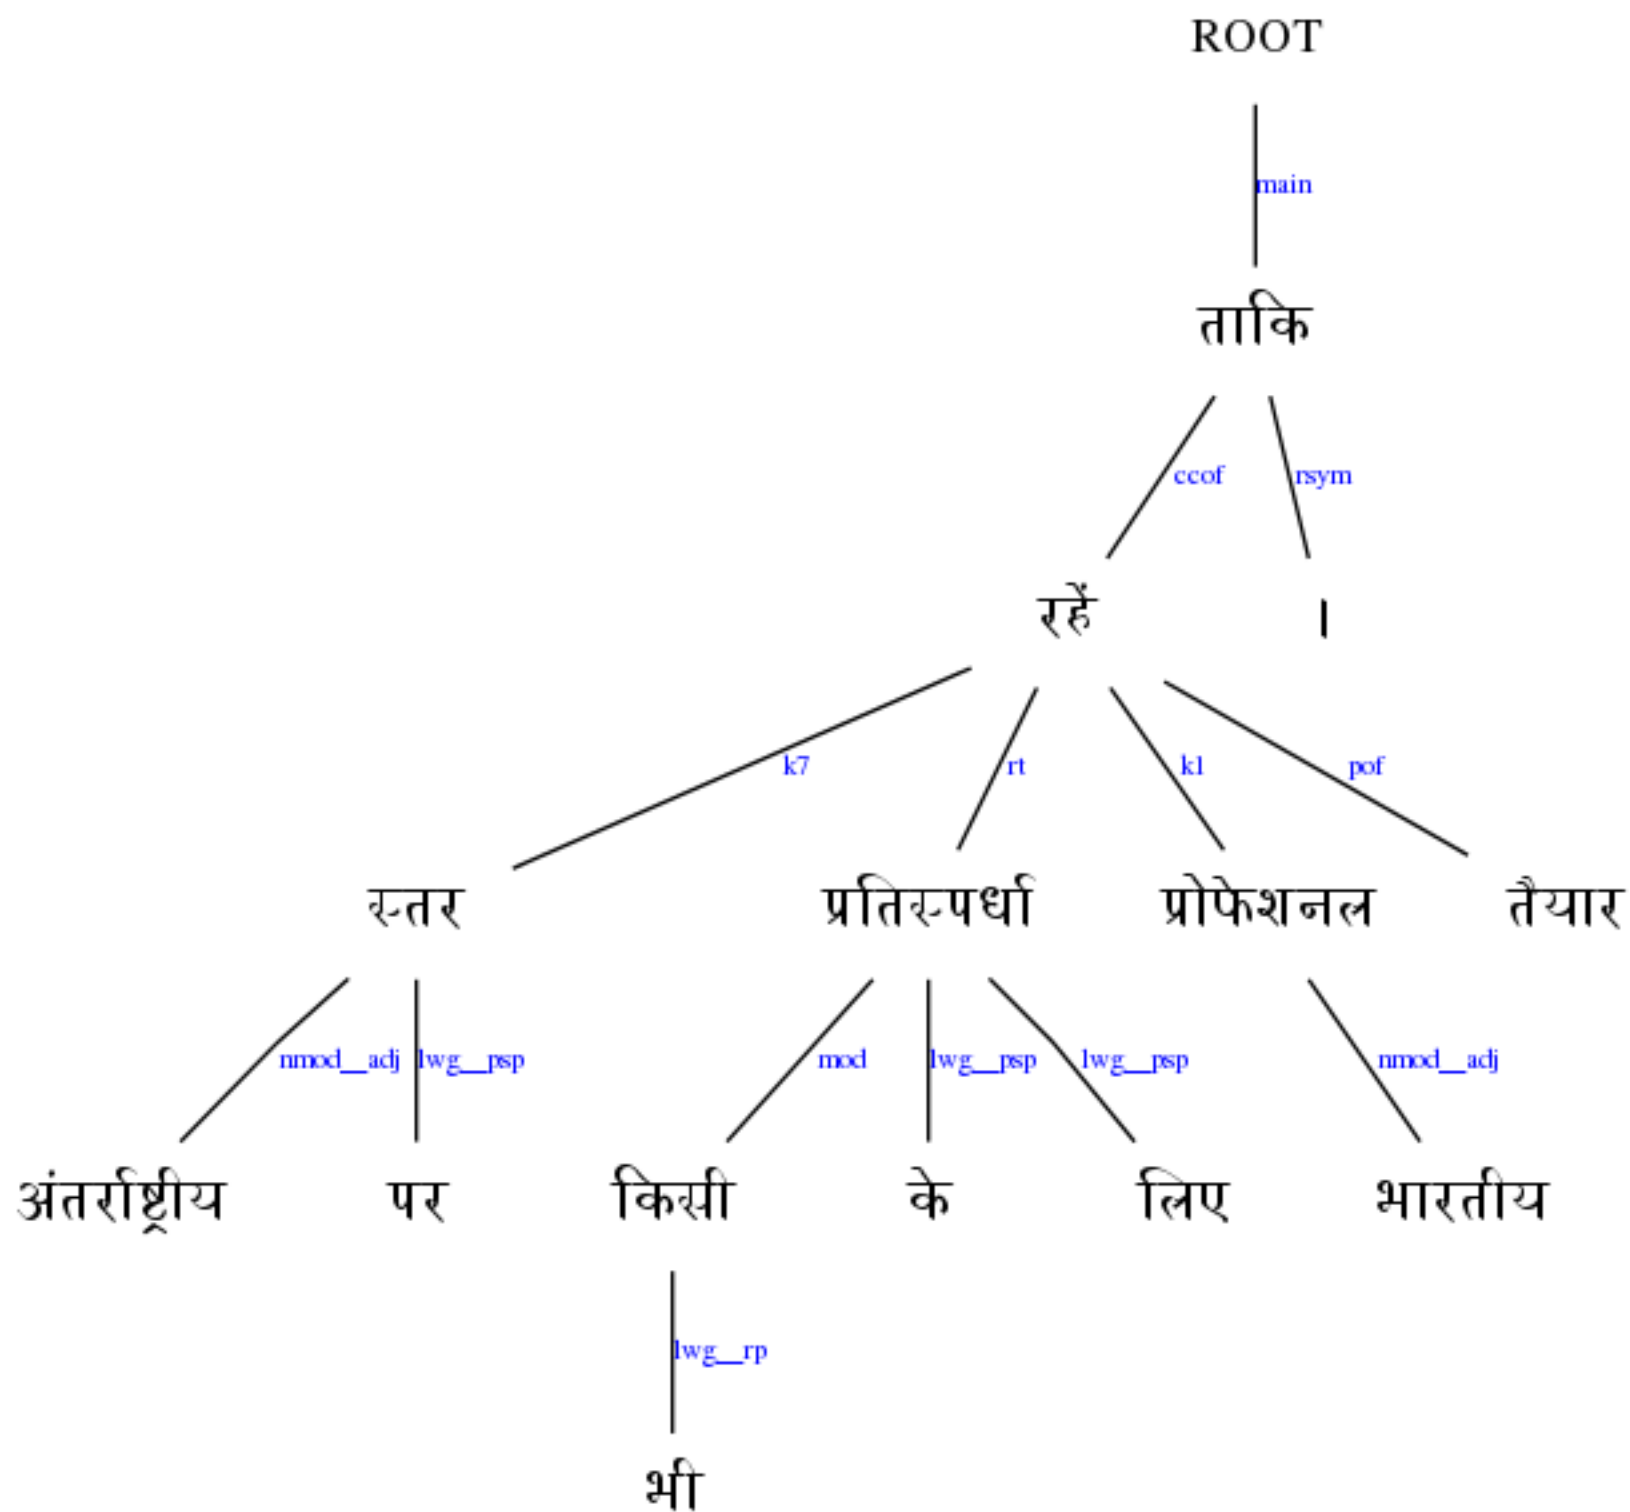 ROOT
main
ताकि
ccof rsym
रहें ।
k7 rt k1 pof
स्तर प्रतिस्पर्धा प्रोफेशनल तैयार
nmod__adj lwg__psp mod lwg__psp lwg__psp nmod__adj
अंतर्राष्ट्रीय पर किसी के लिए भारतीय
lwg__rp
भी